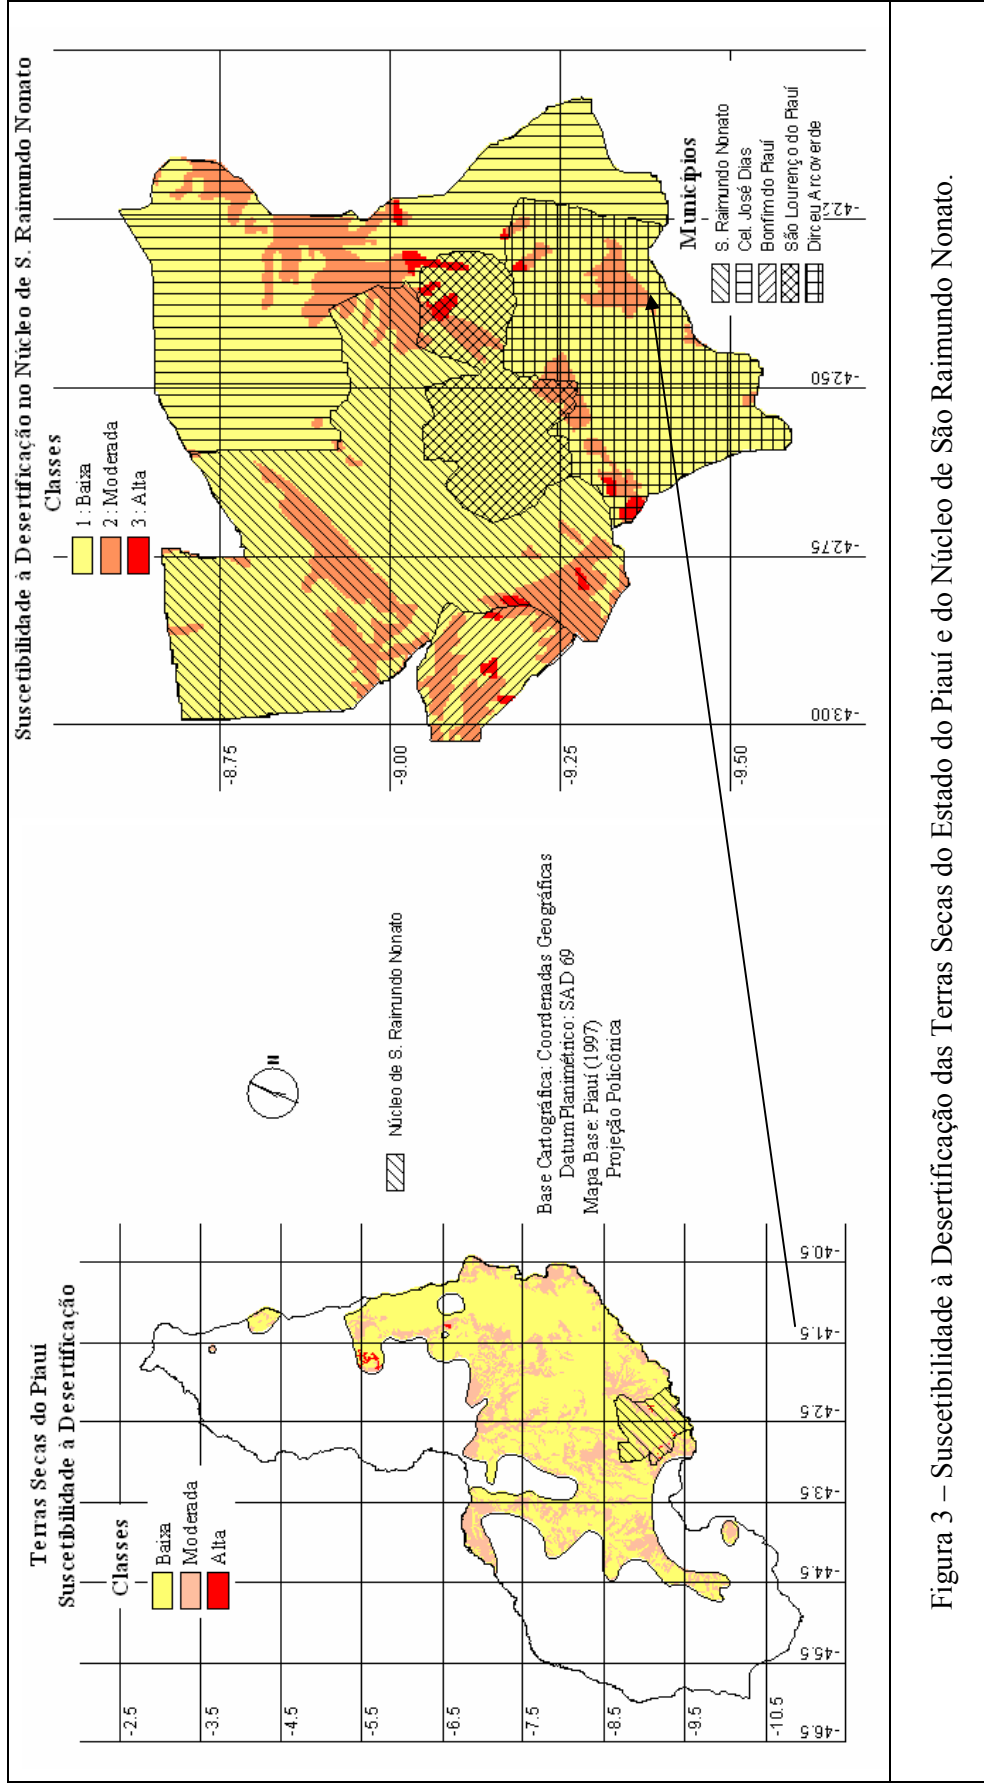 Terras Secas do Piauí
Suscetibilidade à Desertificação
Classes
Baixa
Moderada
Alta
-2.5
-3.5
-4.5
-5.5
-6.5
-7.5
-8.5
-9.5
-10.5
-46.5
-45.5
-44.5
-43.5
-42.5
-41.5
-40.5
N
Núcleo de S. Raimundo Nonato
Base Cartográfica: Coordenadas Geográficas
Datum Planimétrico: SAD 69
Mapa Base: Piauí (1997)
Projeção Policônica
Suscetibilidade à Desertificação no Núcleo de S. Raimundo Nonato
Classes
1 : Baixa
2 : Moderada
3 : Alta
-8.75
-9.00
-9.25
-9.50
-43.00
-42.75
-42.50
Municípios
S. Raimundo Nonato
Cel. José Dias
Bonfim do Piauí
São Lourenço do Piauí
Dirceu Arcoverde
Figura 3 – Suscetibilidade à Desertificação das Terras Secas do Estado do Piauí e do Núcleo de São Raimundo Nonato.